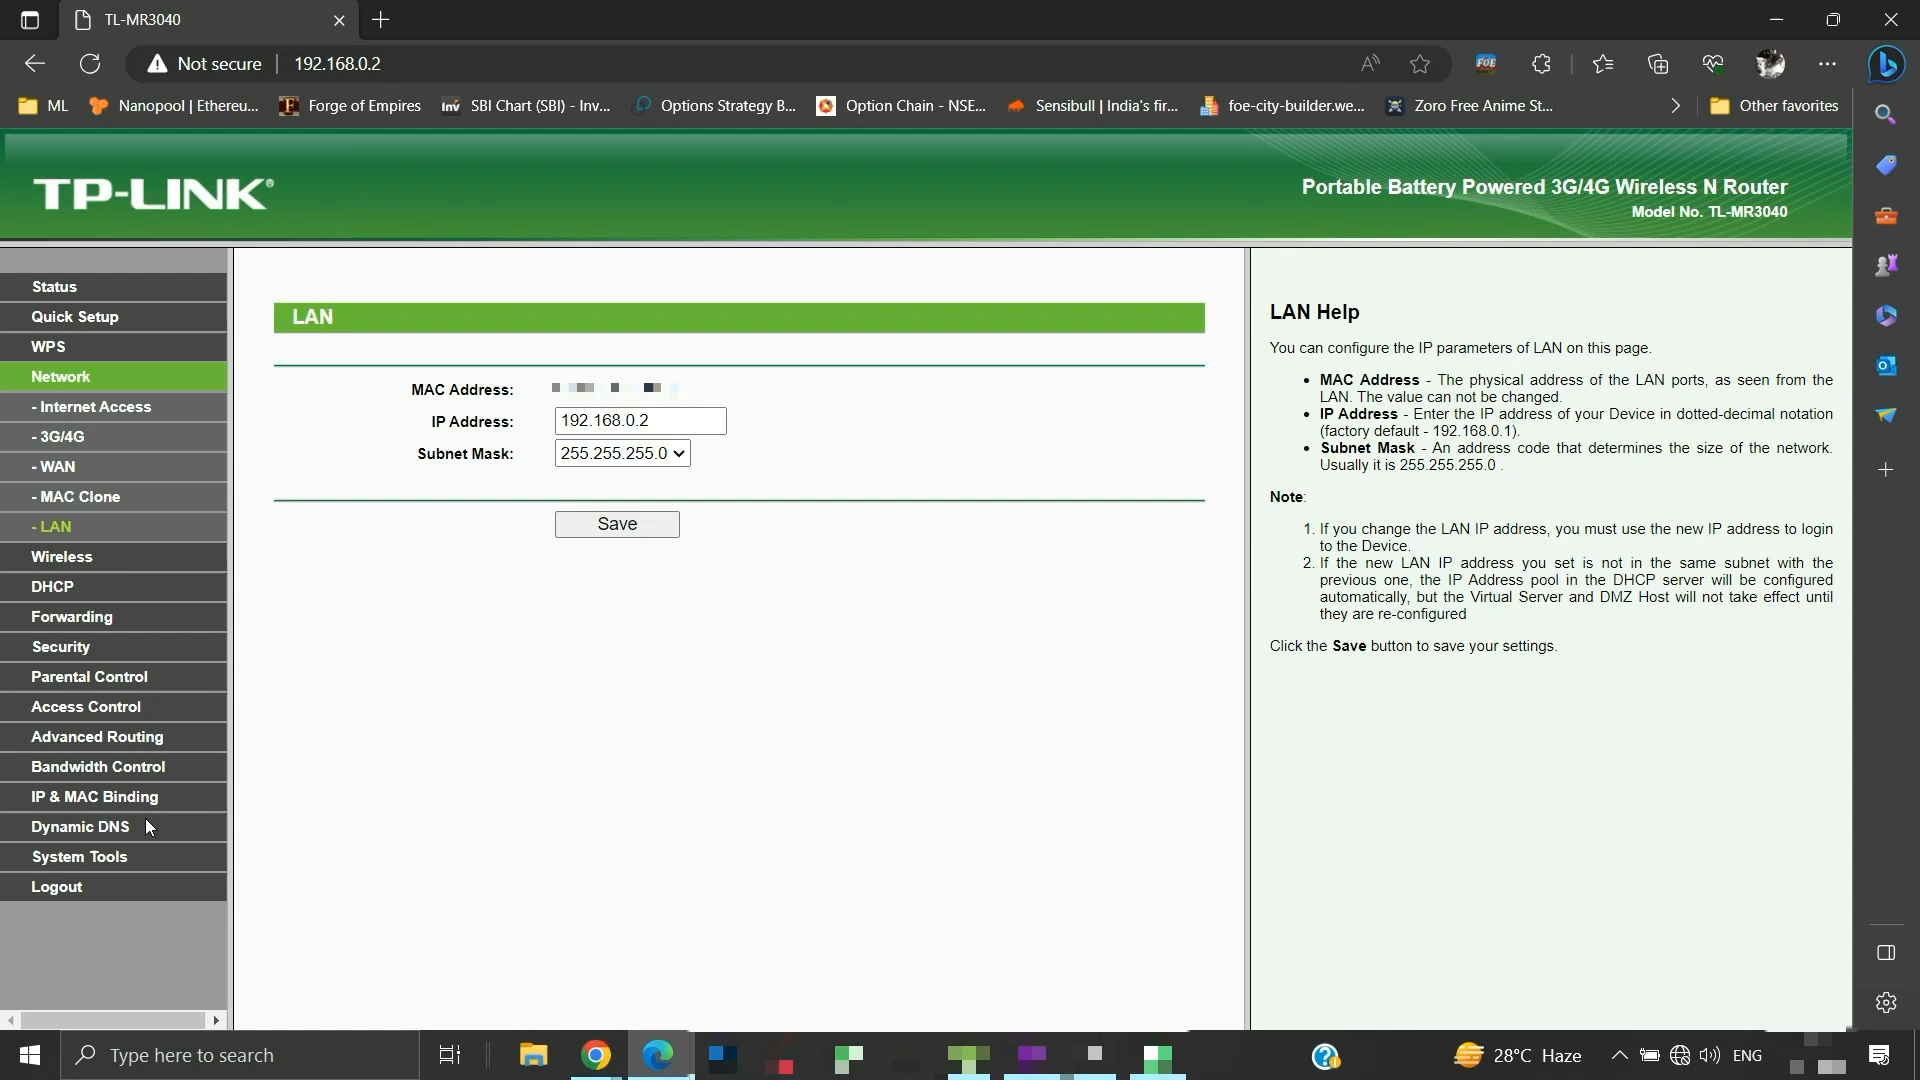 TL-MR3040
Not secure 192.168.0.2
FOE
ML Nanopool | Ethereu... Forge of Empires Inv SBI Chart (SBI) - Inv... Options Strategy B... Option Chain - NSE... Sensibull | India's fir... foe-city-builder.we... Zoro Free Anime St... Other favorites
TP-LINK®
Portable Battery Powered 3G/4G Wireless N Router
Model No. TL-MR3040
Status
Quick Setup
WPS
Network
- Internet Access
- 3G/4G
- WAN
- MAC Clone
- LAN
Wireless
DHCP
Forwarding
Security
Parental Control
Access Control
Advanced Routing
Bandwidth Control
IP & MAC Binding
Dynamic DNS
System Tools
Logout
LAN
MAC Address:
IP Address: 192.168.0.2
Subnet Mask: 255.255.255.0
Save
LAN Help
You can configure the IP parameters of LAN on this page.
• MAC Address - The physical address of the LAN ports, as seen from the
LAN. The value can not be changed.
• IP Address - Enter the IP address of your Device in dotted-decimal notation
(factory default - 192.168.0.1).
• Subnet Mask - An address code that determines the size of the network.
Usually it is 255.255.255.0 .
Note:
1. If you change the LAN IP address, you must use the new IP address to login
to the Device.
2. If the new LAN IP address you set is not in the same subnet with the
previous one, the IP Address pool in the DHCP server will be configured
automatically, but the Virtual Server and DMZ Host will not take effect until
they are re-configured
Click the Save button to save your settings.
Type here to search
28°C Haze
ENG